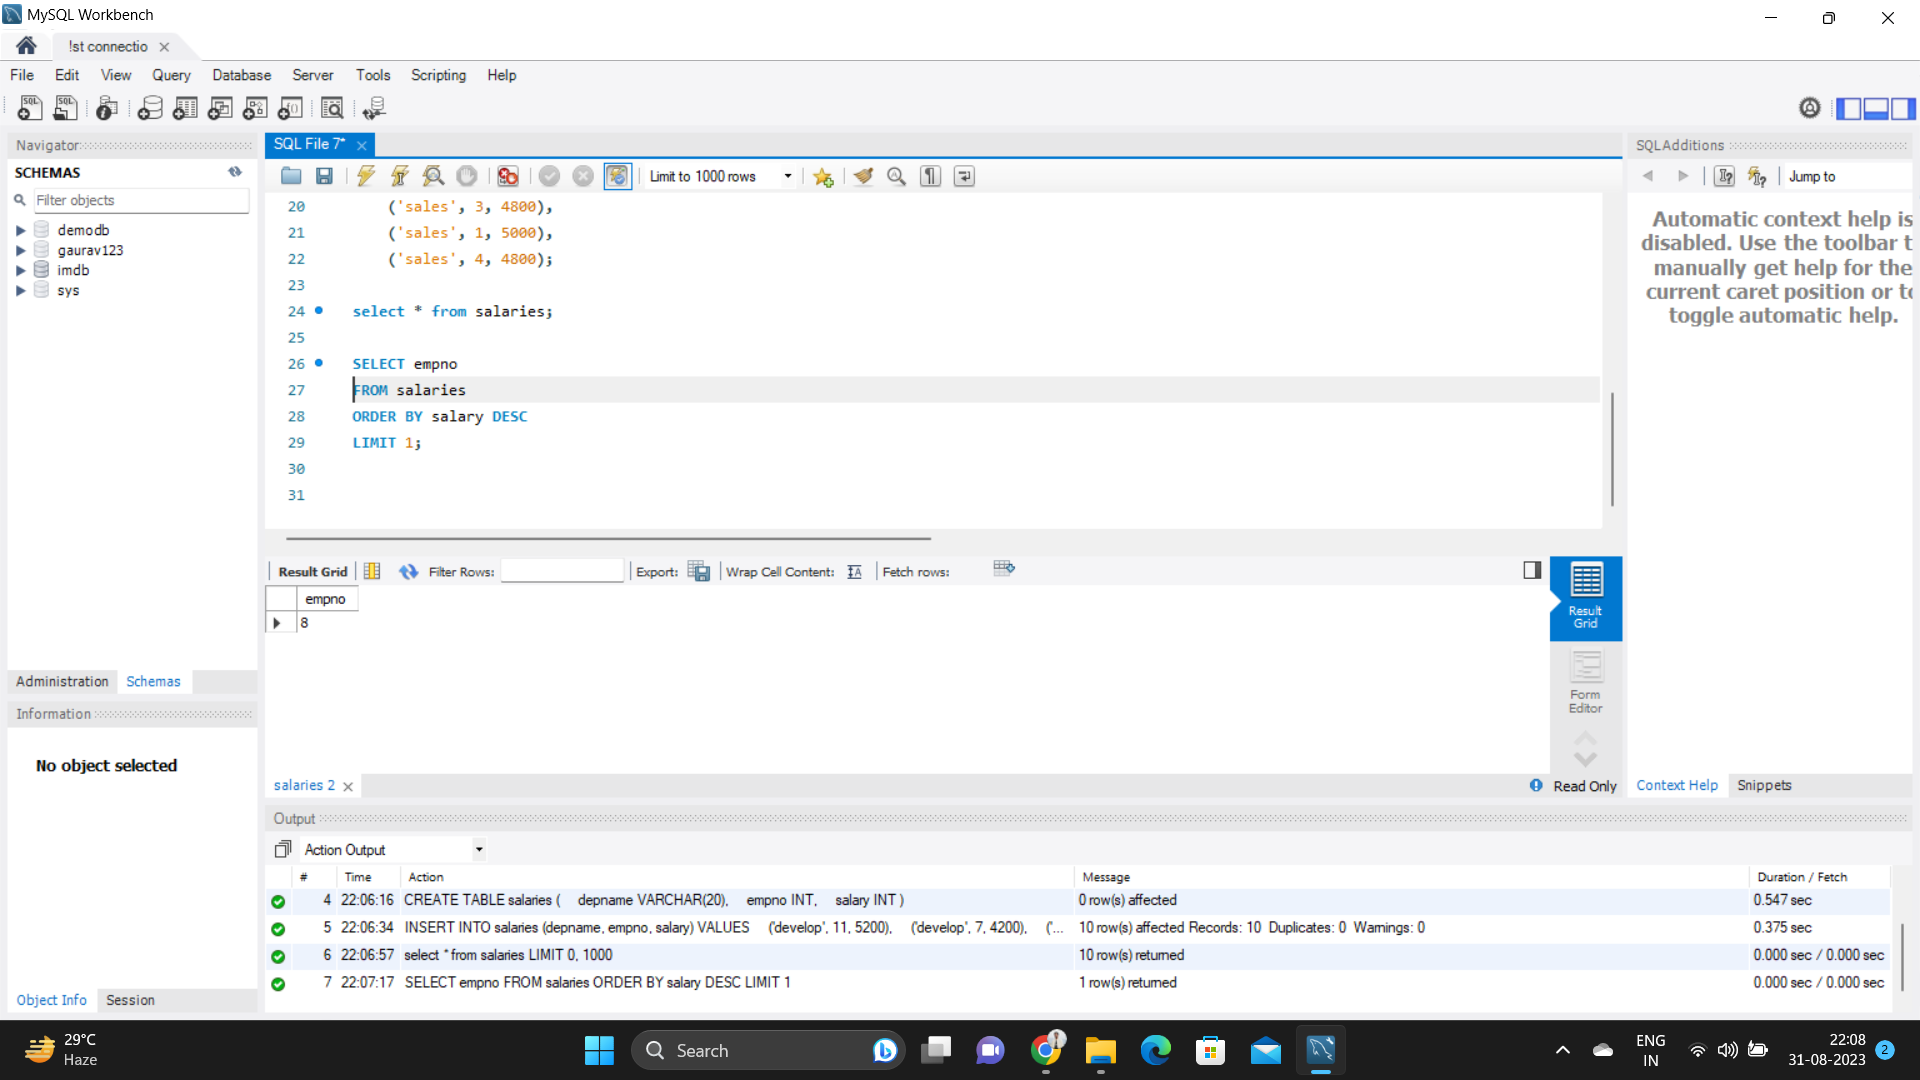 MySQL Workbench
!st connectio
File Edit View Query Database Server Tools Scripting Help
Navigator
SCHEMAS
Filter objects
demodb
gaurav123
imdb
sys
Administration Schemas
Information
No object selected
Object Info Session
SQL File 7*
Limit to 1000 rows
20 ('sales', 3, 4800),
21 ('sales', 1, 5000),
22 ('sales', 4, 4800);
23
24 select * from salaries;
25
26 SELECT empno
27 FROM salaries
28 ORDER BY salary DESC
29 LIMIT 1;
30
31
Result Grid Filter Rows: Export: Wrap Cell Content: Fetch rows:
empno
8
Result
Grid
Form
Editor
salaries 2
Read Only
SQLAdditions
Jump to
Automatic context help is
disabled. Use the toolbar t
manually get help for the
current caret position or to
toggle automatic help.
Context Help Snippets
Output
Action Output
# Time Action Message Duration / Fetch
4 22:06:16 CREATE TABLE salaries ( depname VARCHAR(20), empno INT, salary INT ) 0 row(s) affected 0.547 sec
5 22:06:34 INSERT INTO salaries (depname, empno, salary) VALUES ('develop', 11, 5200), ('develop', 7, 4200), ('... 10 row(s) affected Records: 10 Duplicates: 0 Warnings: 0 0.375 sec
6 22:06:57 select * from salaries LIMIT 0, 1000 10 row(s) returned 0.000 sec / 0.000 sec
7 22:07:17 SELECT empno FROM salaries ORDER BY salary DESC LIMIT 1 1 row(s) returned 0.000 sec / 0.000 sec
29°C
Haze
Search
ENG
IN
22:08
31-08-2023
2